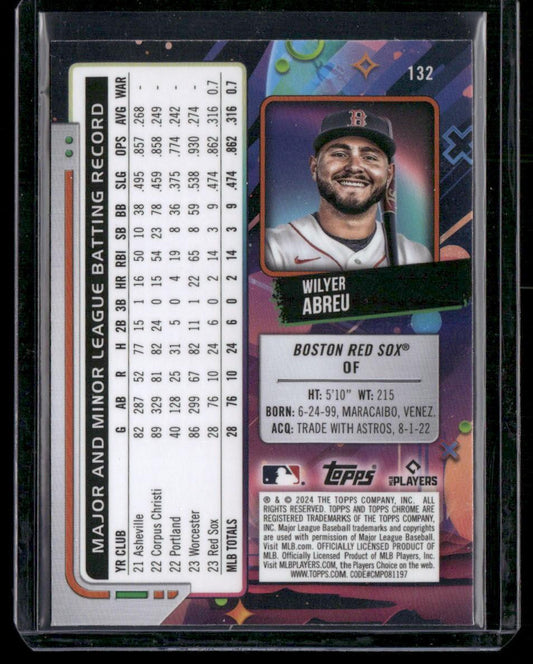 132
B
WILYER
ABREU
BOSTON RED SOX®
OF
HT: 5'10" WT: 215
BORN: 6-24-99, MARACAIBO, VENEZ.
ACQ: TRADE WITH ASTROS, 8-1-22
topps MLB PLAYERS
® & © 2024 THE TOPPS COMPANY, INC. ALL
RIGHTS RESERVED. TOPPS AND TOPPS CHROME ARE
REGISTERED TRADEMARKS OF THE TOPPS COMPANY,
INC. Major League Baseball trademarks and copyrights
are used with permission of Major League Baseball.
Visit MLB.com. OFFICIALLY LICENSED PRODUCT OF
MLB. Officially Licensed Product of MLB Players, Inc.
Visit MLBPLAYERS.com, the Players Choice on the web.
WWW.TOPPS.COM. CODE#CMP081197
MAJOR AND MINOR LEAGUE BATTING RECORD
YR CLUB G AB R H 2B 3B HR RBI SB BB SLG OPS AVG WAR
21 Asheville 82 287 52 77 15 1 16 50 10 38 .495 .857 .268 -
22 Corpus Christi 89 329 81 82 24 0 15 54 23 78 .459 .858 .249 -
22 Portland 40 128 25 31 5 0 4 19 8 36 .375 .774 .242 -
23 Worcester 86 299 67 82 11 1 22 65 8 59 .538 .930 .274 -
23 Red Sox 28 76 10 24 6 0 2 14 3 9 .474 .862 .316 0.7
MLB TOTALS 28 76 10 24 6 0 2 14 3 9 .474 .862 .316 0.7